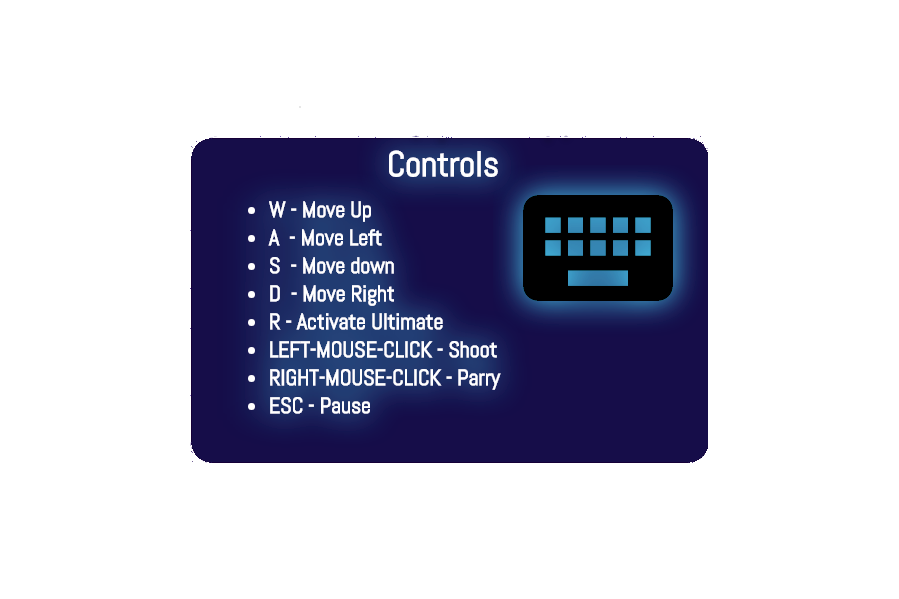 Controls
• W - Move Up
• A - Move Left
• S - Move down
• D - Move Right
• R - Activate Ultimate
• LEFT-MOUSE-CLICK - Shoot
• RIGHT-MOUSE-CLICK - Parry
• ESC - Pause